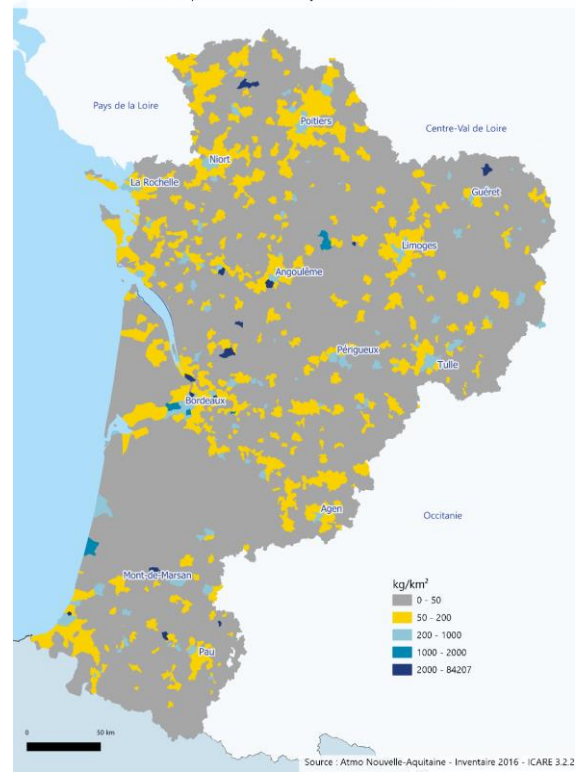 Pays de la Loire
Centre-Val de Loire
Poitiers
Niort
La Rochelle
Guéret
Limoges
Angoulême
Périgueux
Tulle
Bordeaux
Agen
Occitanie
Mont-de-Marsan
Pau
kg/km²
0 - 50
50 - 200
200 - 1000
1000 - 2000
2000 - 84207
0 50 km
Source : Atmo Nouvelle-Aquitaine - Inventaire 2016 - ICARE 3.2.2